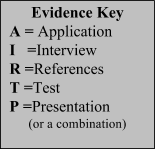 Evidence Key
A = Application
I =Interview
R =References
T =Test
P =Presentation
(or a combination)